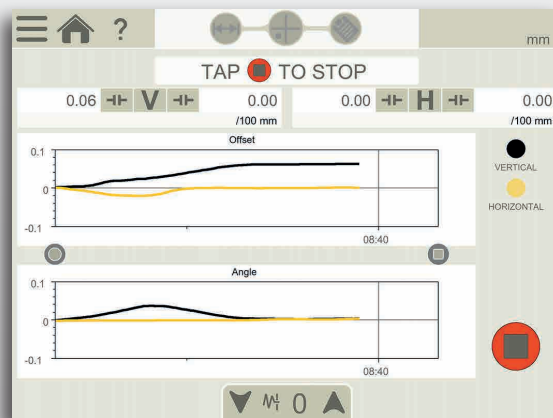 ?
mm
TAP TO STOP
0.06 V 0.00 0.00 H 0.00
/100 mm /100 mm
Offset
0.1
0
-0.1
08:40
VERTICAL
HORIZONTAL
Angle
0.1
0
-0.1
08:40
0